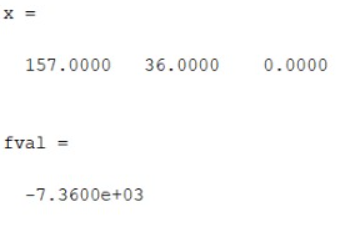 x =
157.0000 36.0000 0.0000
fval =
-7.3600e+03